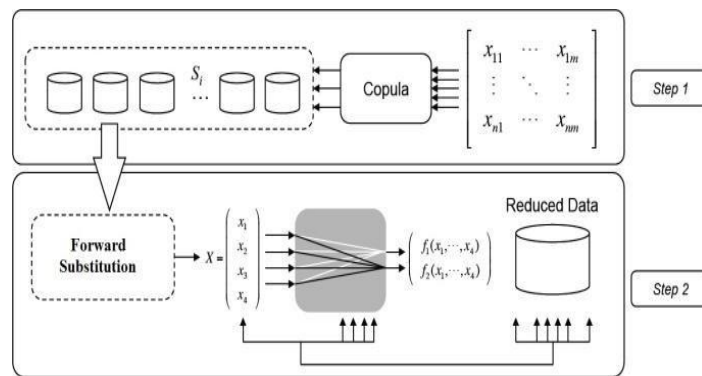 S_i
...
Copula
x_11 ⋯ x_1m
⋮ ⋱ ⋮
x_n1 ⋯ x_nm
Step 1
Forward
Substitution
X =
x_1
x_2
x_3
x_4
f_1(x_1,⋯,x_4)
f_2(x_1,⋯,x_4)
Reduced Data
Step 2